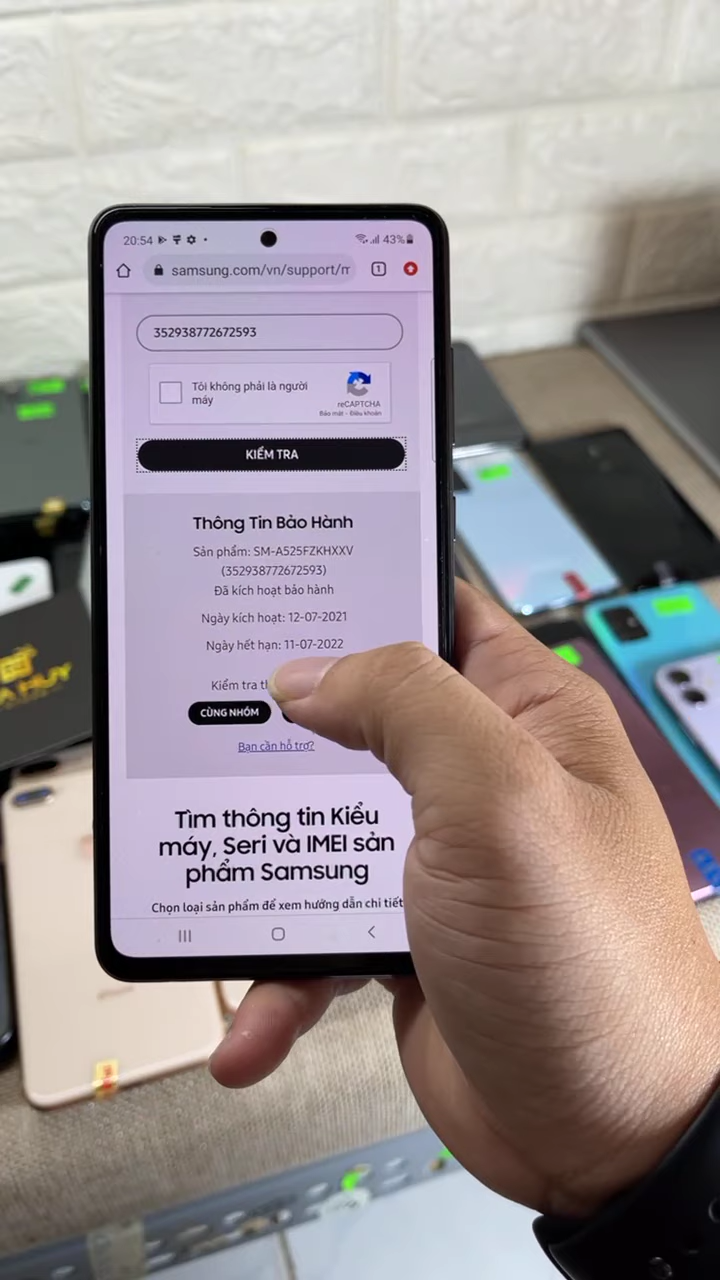 20:54
43%
samsung.com/vn/support/m
1
352938772672593
Tôi không phải là người
máy
reCAPTCHA
Bảo mật - Điều khoản
KIỂM TRA
Thông Tin Bảo Hành
Sản phẩm: SM-A525FZKHXXV
(352938772672593)
Đã kích hoạt bảo hành
Ngày kích hoạt: 12-07-2021
Ngày hết hạn: 11-07-2022
Kiểm tra
CÙNG NHÓM
Bạn cần hỗ trợ?
Tìm thông tin Kiểu
máy, Seri và IMEI sản
phẩm Samsung
Chọn loại sản phẩm để xem hướng dẫn chi tiết
HUY